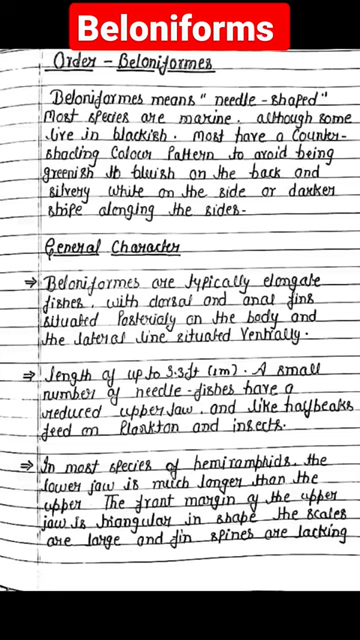 Beloniforms
Order - Beloniformes
Beloniformes means "needle-shaped"
Most species are marine. although some
live in blackish. Most have a counter-
shading colour pattern to avoid being
greenish to bluish on the back and
silvery white on the side or darker
stripe alonging the sides-
General Character
⇒ Beloniformes are typically elongate
fishes. with dorsal and anal fins
situated Posterialy on the body and
the lateral line situated ventrally.
⇒ length of up to 3.3ft (1m). A small
number of needle-fishes have a
reduced upper jaw. and like halfbeaks
feed on Plankton and insects.
⇒ In most species of hemiramphids. the
lower jaw is much longer than the
upper The front margin of the upper
jaw is triangular in shape the scales
are large and fin spines are lacking